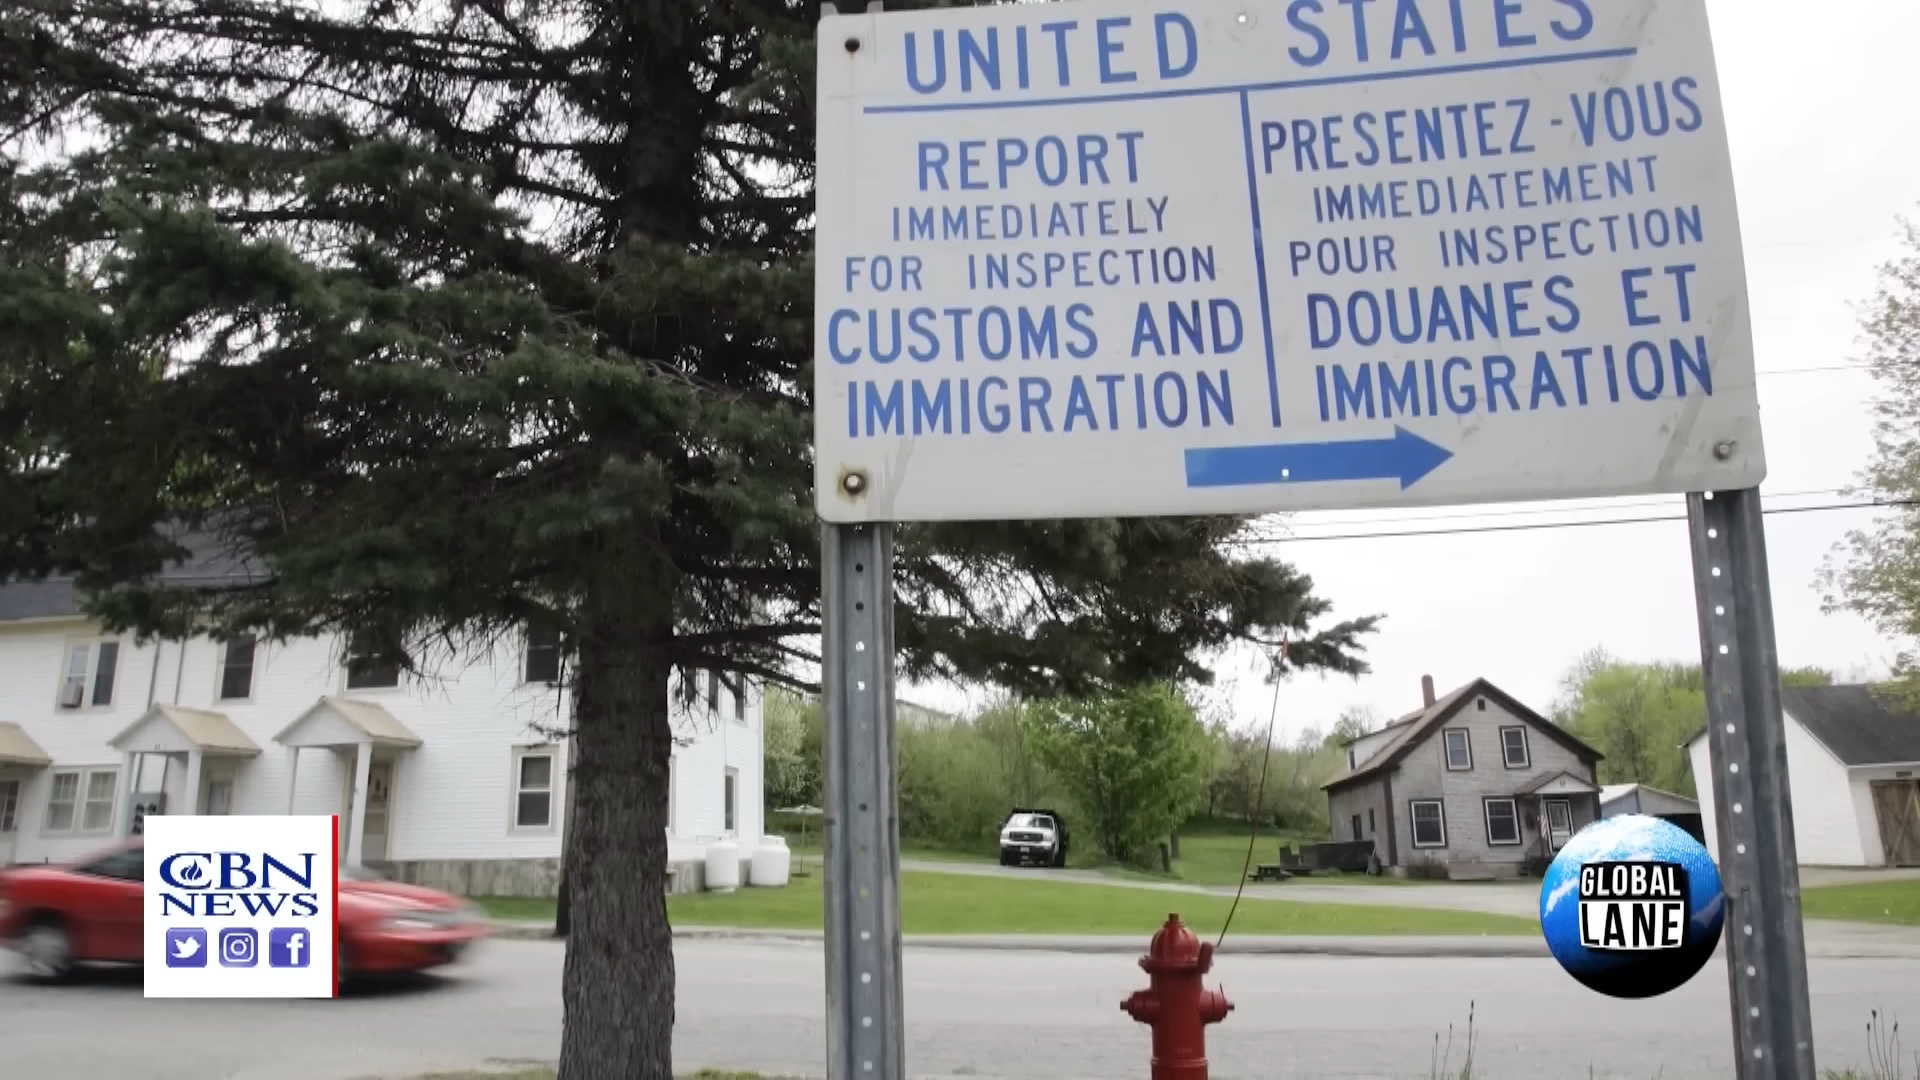 UNITED STATES
REPORT
IMMEDIATELY
FOR INSPECTION
CUSTOMS AND
IMMIGRATION
PRESENTEZ-VOUS
IMMEDIATEMENT
POUR INSPECTION
DOUANES ET
IMMIGRATION
CBN
NEWS
GLOBAL
LANE